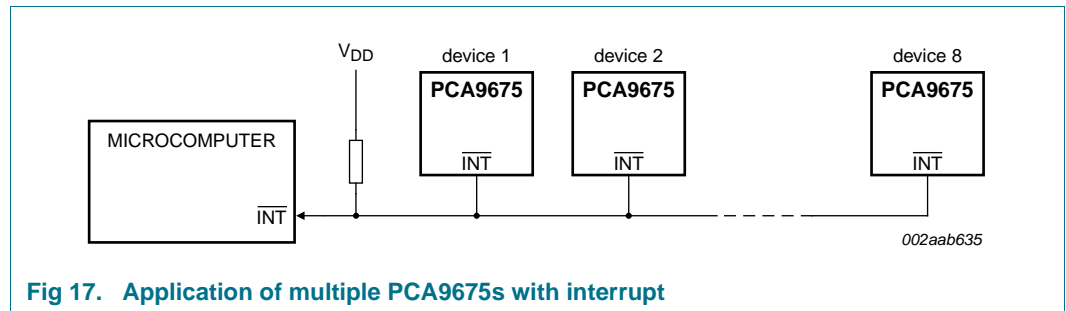 V_DD
device 1
device 2
device 8
PCA9675
PCA9675
PCA9675
MICROCOMPUTER
INT
INT
INT
INT
002aab635
Fig 17. Application of multiple PCA9675s with interrupt